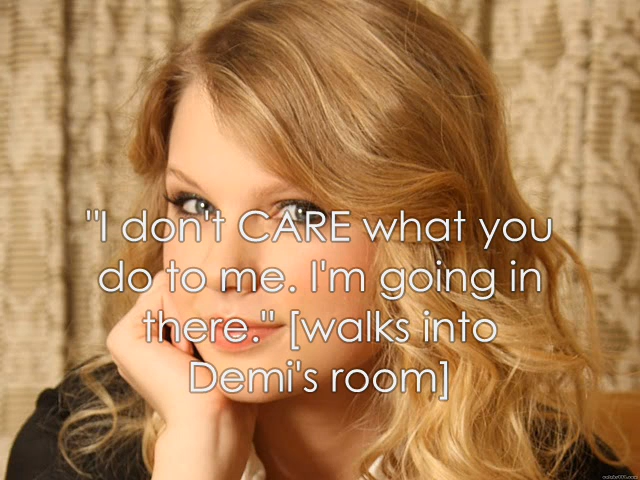 "I don't CARE what you
do to me. I'm going in
there." [walks into
Demi's room]